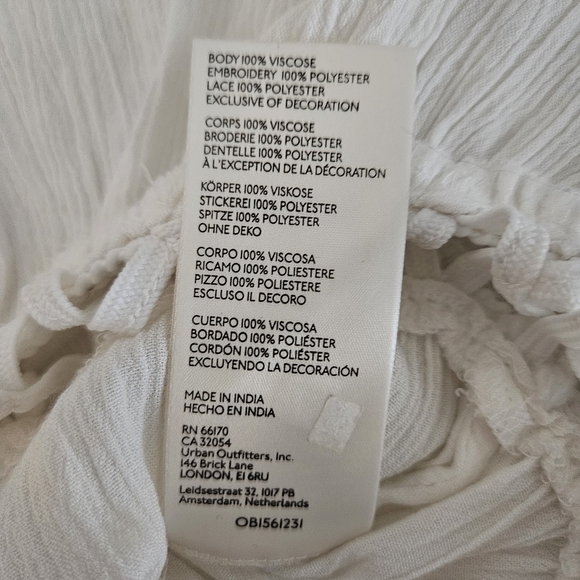 BODY 100% VISCOSE
EMBROIDERY 100% POLYESTER
LACE 100% POLYESTER
EXCLUSIVE OF DECORATION
CORPS 100% VISCOSE
BRODERIE 100% POLYESTER
DENTELLE 100% POLYESTER
À L'EXCEPTION DE LA DÉCORATION
KÖRPER 100% VISKOSE
STICKEREI 100% POLYESTER
SPITZE 100% POLYESTER
OHNE DEKO
CORPO 100% VISCOSA
RICAMO 100% POLIESTERE
PIZZO 100% POLIESTERE
ESCLUSO IL DECORO
CUERPO 100% VISCOSA
BORDADO 100% POLIÉSTER
CORDÓN 100% POLIÉSTER
EXCLUYENDO LA DECORACIÓN
MADE IN INDIA
HECHO EN INDIA
RN 66170
CA 32054
Urban Outfitters, Inc.
146 Brick Lane
LONDON, E1 6RU
Leidsestraat 32, 1017 PB
Amsterdam, Netherlands
OB1561231